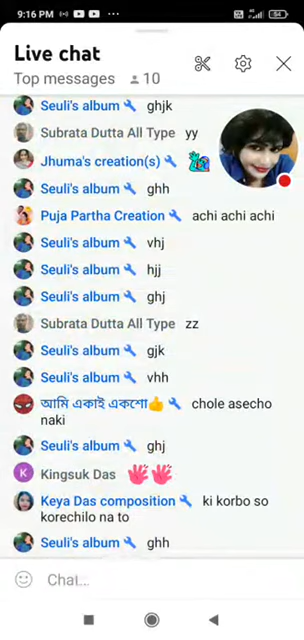 9:16 PM
Live chat
Top messages 10
Seuli's album ghjk
Subrata Dutta All Type yy
Jhuma's creation(s)
Seuli's album ghh
Puja Partha Creation achi achi achi
Seuli's album vhj
Seuli's album hjj
Seuli's album ghj
Subrata Dutta All Type zz
Seuli's album gjk
Seuli's album vhh
আমি একাই একশো👍 chole asecho
naki
Seuli's album ghj
K Kingsuk Das
Keya Das composition ki korbo so
korechilo na to
Seuli's album ghh
Chat...